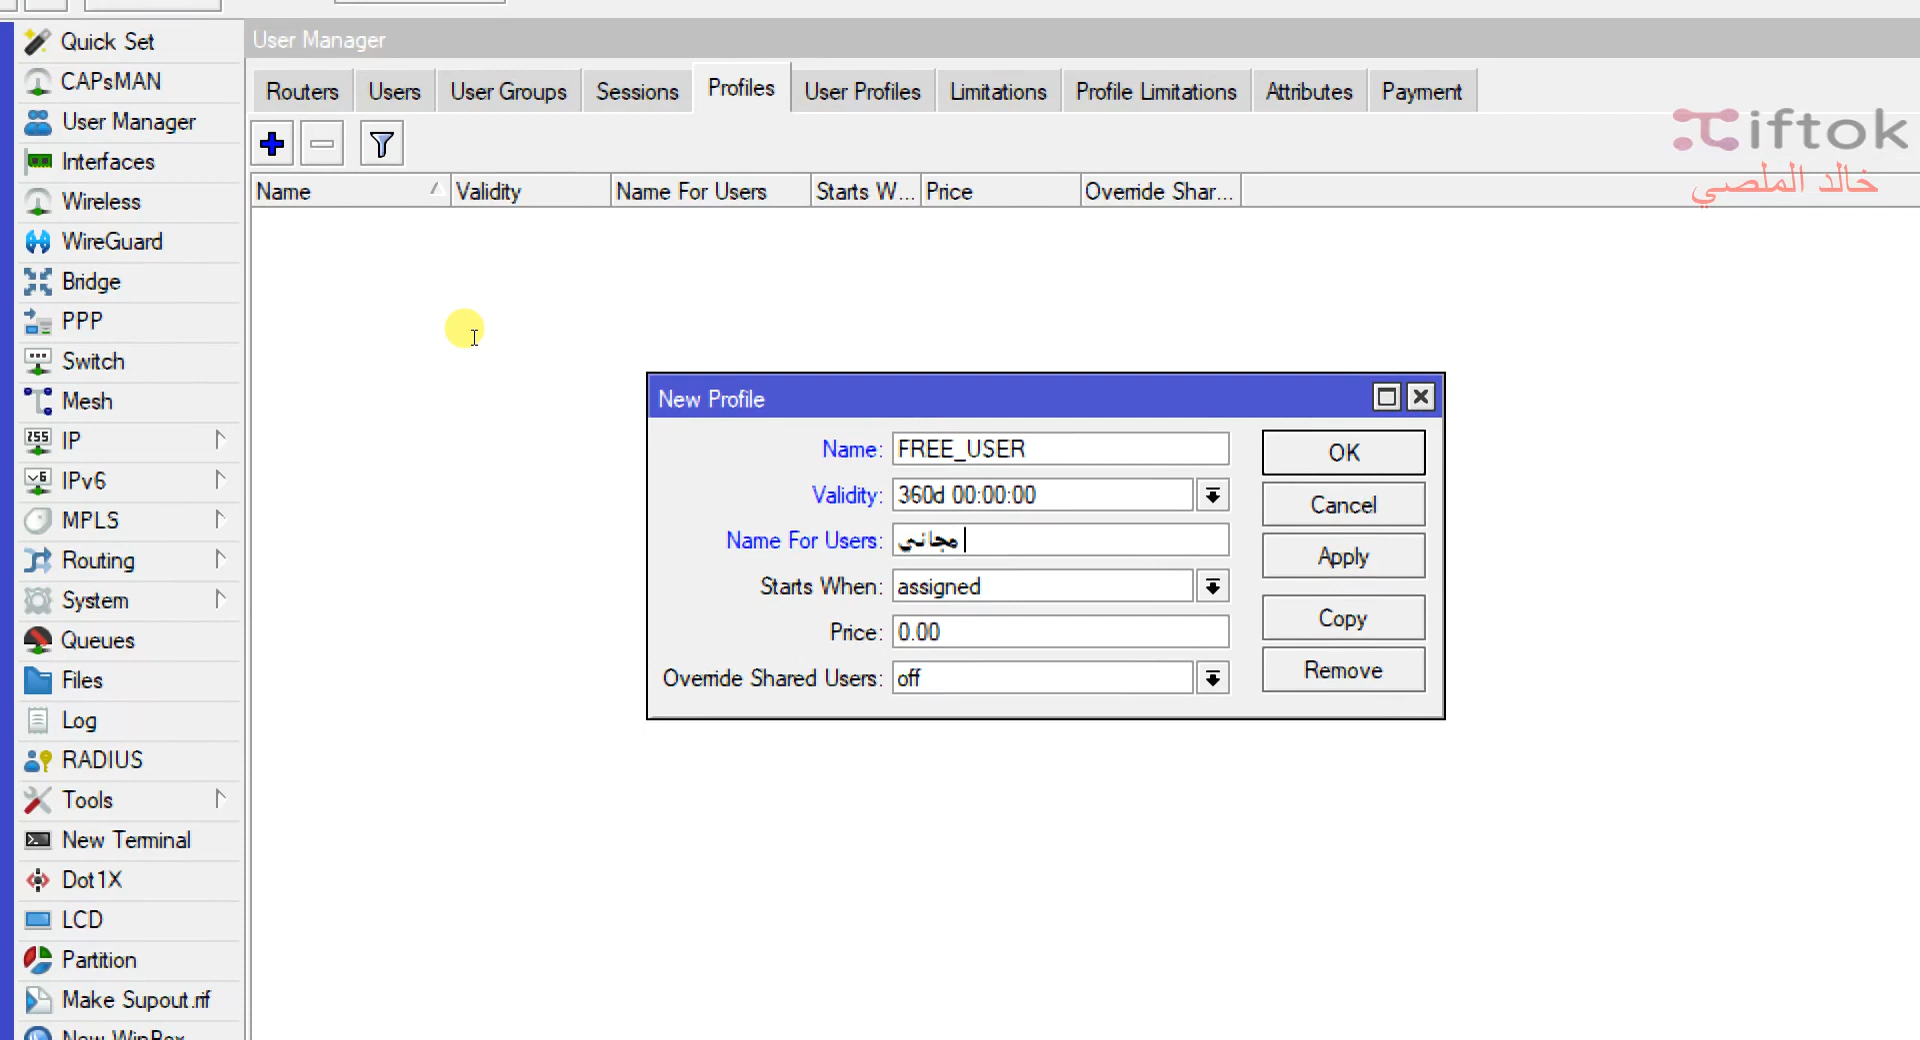 Quick Set
CAPsMAN
User Manager
Interfaces
Wireless
WireGuard
Bridge
PPP
Switch
Mesh
IP
IPv6
MPLS
Routing
System
Queues
Files
Log
RADIUS
Tools
New Terminal
Dot1X
LCD
Partition
Make Supout.rif
New WinBox
User Manager
Routers Users User Groups Sessions Profiles User Profiles Limitations Profile Limitations Attributes Payment
iftok
خالد الملصي
Name Validity Name For Users Starts W... Price Override Shar...
New Profile
Name: FREE_USER
Validity: 360d 00:00:00
Name For Users: مجاني
Starts When: assigned
Price: 0.00
Override Shared Users: off
OK
Cancel
Apply
Copy
Remove